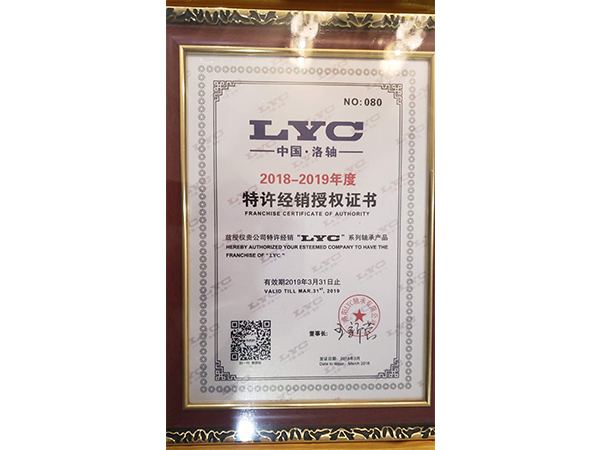 NO: 080
LYC
中国·洛轴
2018-2019年度
特许经销授权证书
FRANCHISE CERTIFICATE OF AUTHORITY
兹授权贵公司特许经销“LYC”系列轴承产品
HEREBY AUTHORIZED YOUR ESTEEMED COMPANY TO HAVE THE
FRANCHISE OF "LYC"
有效期2019年3月31日止
VALID TILL MAR.31ST, 2019
董事长: